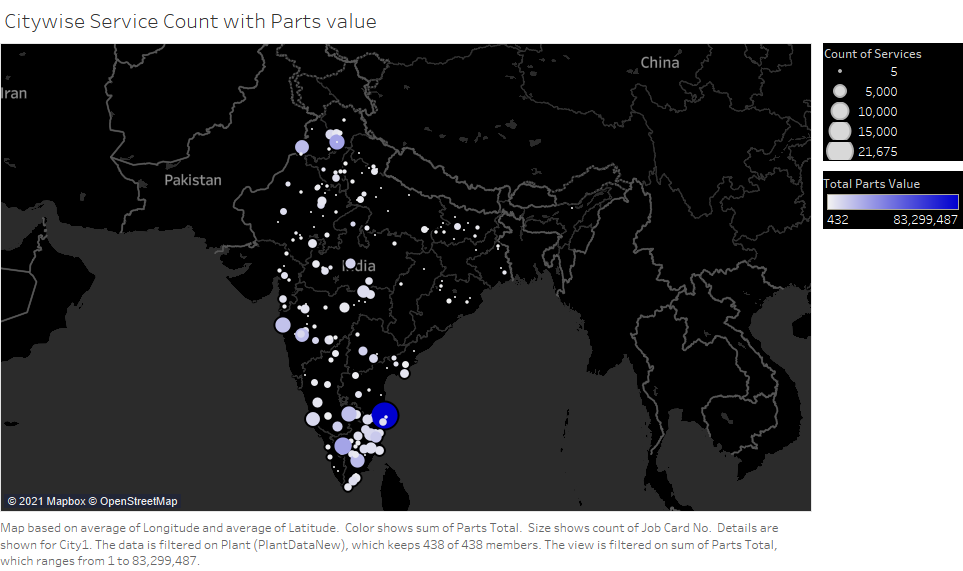 Citywise Service Count with Parts value
China
Iran
Pakistan
India
© 2021 Mapbox © OpenStreetMap
Count of Services
5
5,000
10,000
15,000
21,675
Total Parts Value
432 83,299,487
Map based on average of Longitude and average of Latitude.  Color shows sum of Parts Total.  Size shows count of Job Card No.  Details are
shown for City1. The data is filtered on Plant (PlantDataNew), which keeps 438 of 438 members. The view is filtered on sum of Parts Total,
which ranges from 1 to 83,299,487.